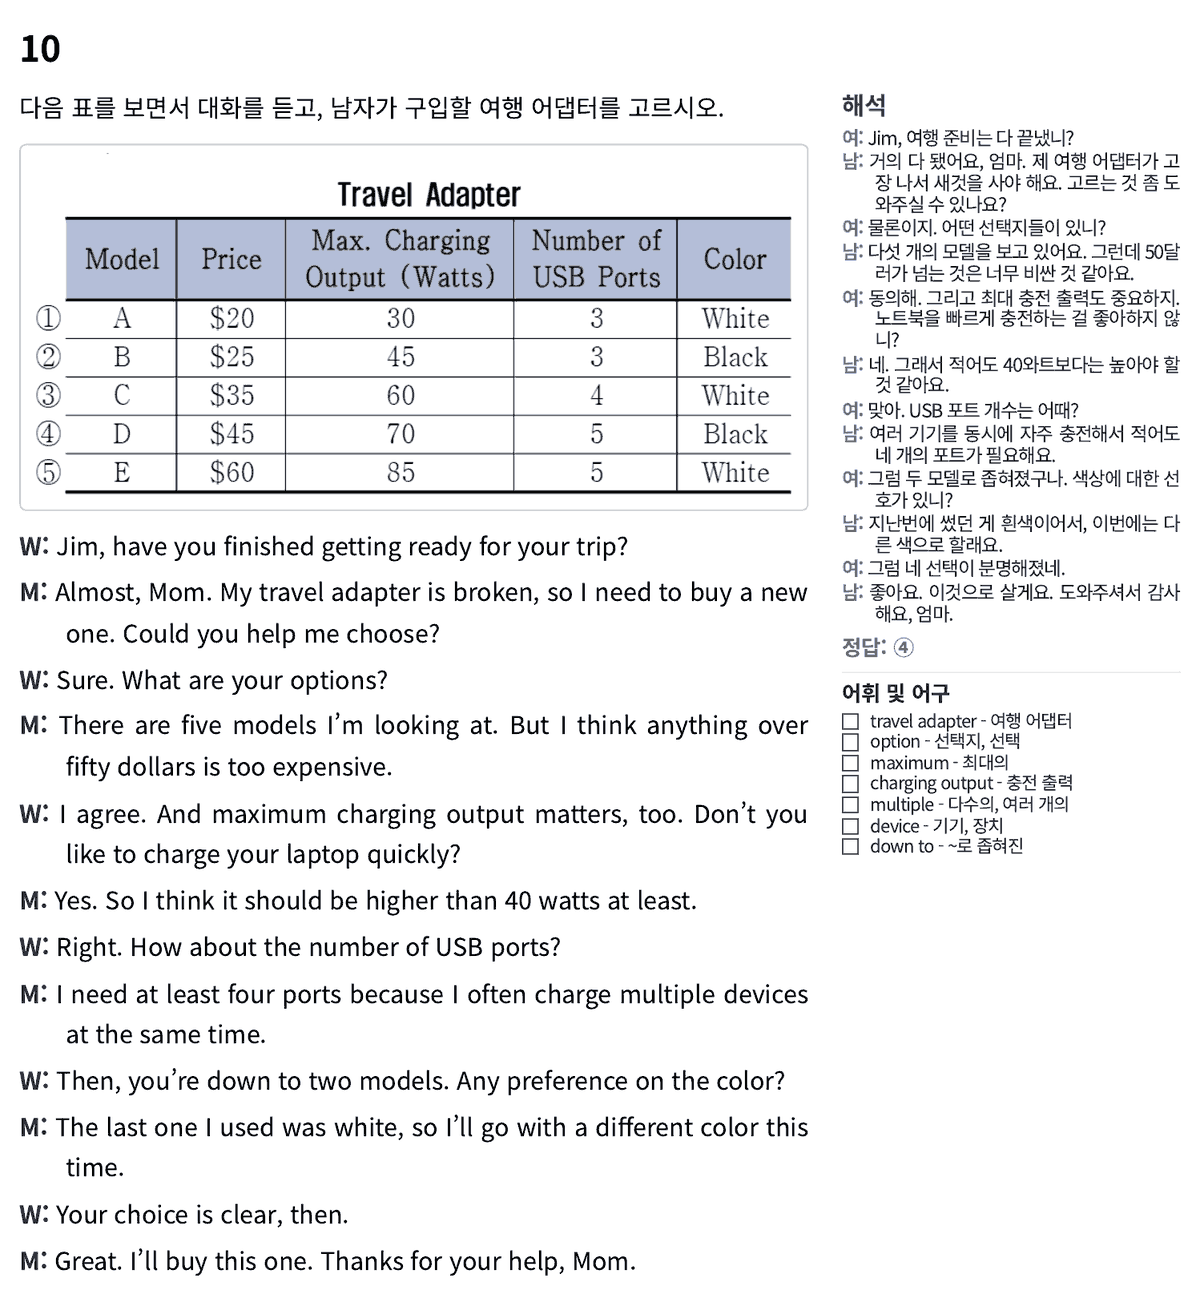 10
다음 표를 보면서 대화를 듣고, 남자가 구입할 여행 어댑터를 고르시오.
Travel Adapter
Model Price Max. Charging Output (Watts) Number of USB Ports Color
① A $20 30 3 White
② B $25 45 3 Black
③ C $35 60 4 White
④ D $45 70 5 Black
⑤ E $60 85 5 White
W: Jim, have you finished getting ready for your trip?
M: Almost, Mom. My travel adapter is broken, so I need to buy a new
one. Could you help me choose?
W: Sure. What are your options?
M: There are five models I'm looking at. But I think anything over
fifty dollars is too expensive.
W: I agree. And maximum charging output matters, too. Don't you
like to charge your laptop quickly?
M: Yes. So I think it should be higher than 40 watts at least.
W: Right. How about the number of USB ports?
M: I need at least four ports because I often charge multiple devices
at the same time.
W: Then, you're down to two models. Any preference on the color?
M: The last one I used was white, so I'll go with a different color this
time.
W: Your choice is clear, then.
M: Great. I'll buy this one. Thanks for your help, Mom.
해석
여: Jim, 여행 준비는 다 끝냈니?
남: 거의 다 됐어요, 엄마. 제 여행 어댑터가 고
장 나서 새것을 사야 해요. 고르는 것 좀 도
와주실 수 있나요?
여: 물론이지. 어떤 선택지들이 있니?
남: 다섯 개의 모델을 보고 있어요. 그런데 50달
러가 넘는 것은 너무 비싼 것 같아요.
여: 동의해. 그리고 최대 충전 출력도 중요하지.
노트북을 빠르게 충전하는 걸 좋아하지 않
니?
남: 네. 그래서 적어도 40와트보다는 높아야 할
것 같아요.
여: 맞아. USB 포트 개수는 어때?
남: 여러 기기를 동시에 자주 충전해서 적어도
네 개의 포트가 필요해요.
여: 그럼 두 모델로 좁혀졌구나. 색상에 대한 선
호가 있니?
남: 지난번에 썼던 게 흰색이어서, 이번에는 다
른 색으로 할래요.
여: 그럼 네 선택이 분명해졌네.
남: 좋아요. 이것으로 살게요. 도와주셔서 감사
해요, 엄마.
정답: ④
어휘 및 어구
travel adapter - 여행 어댑터
option - 선택지, 선택
maximum - 최대의
charging output - 충전 출력
multiple - 다수의, 여러 개의
device - 기기, 장치
down to - ~로 좁혀진